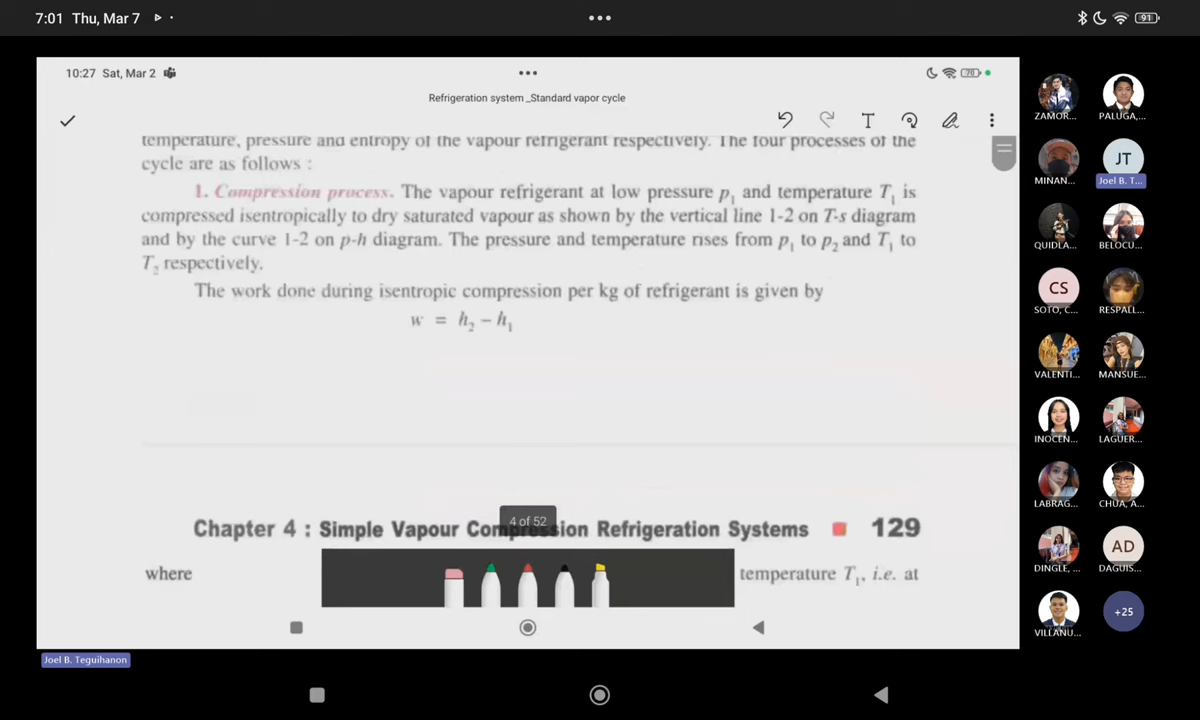 7:01 Thu, Mar 7
91
10:27 Sat, Mar 2
70
Refrigeration system _Standard vapor cycle
temperature, pressure and entropy of the vapour refrigerant respectively. The four processes of the
cycle are as follows :
1. Compression process. The vapour refrigerant at low pressure p₁ and temperature T₁ is
compressed isentropically to dry saturated vapour as shown by the vertical line 1-2 on T-s diagram
and by the curve 1-2 on p-h diagram. The pressure and temperature rises from p₁ to p₂ and T₁ to
T₂ respectively.
The work done during isentropic compression per kg of refrigerant is given by
w = h₂ – h₁
4 of 52
Chapter 4 : Simple Vapour Compression Refrigeration Systems 129
where temperature T₁, i.e. at
Joel B. Teguihanon
ZAMOR... PALUGA,...
JT
MINAN... Joel B. T...
QUIDLA... BELOCU...
CS
SOTO, C... RESPALL...
VALENTI... MANSUE...
INOCEN... LAGUER...
LABRAG... CHUA, A...
AD
DINGLE, ... DAGUIS...
+25
VILLANU...